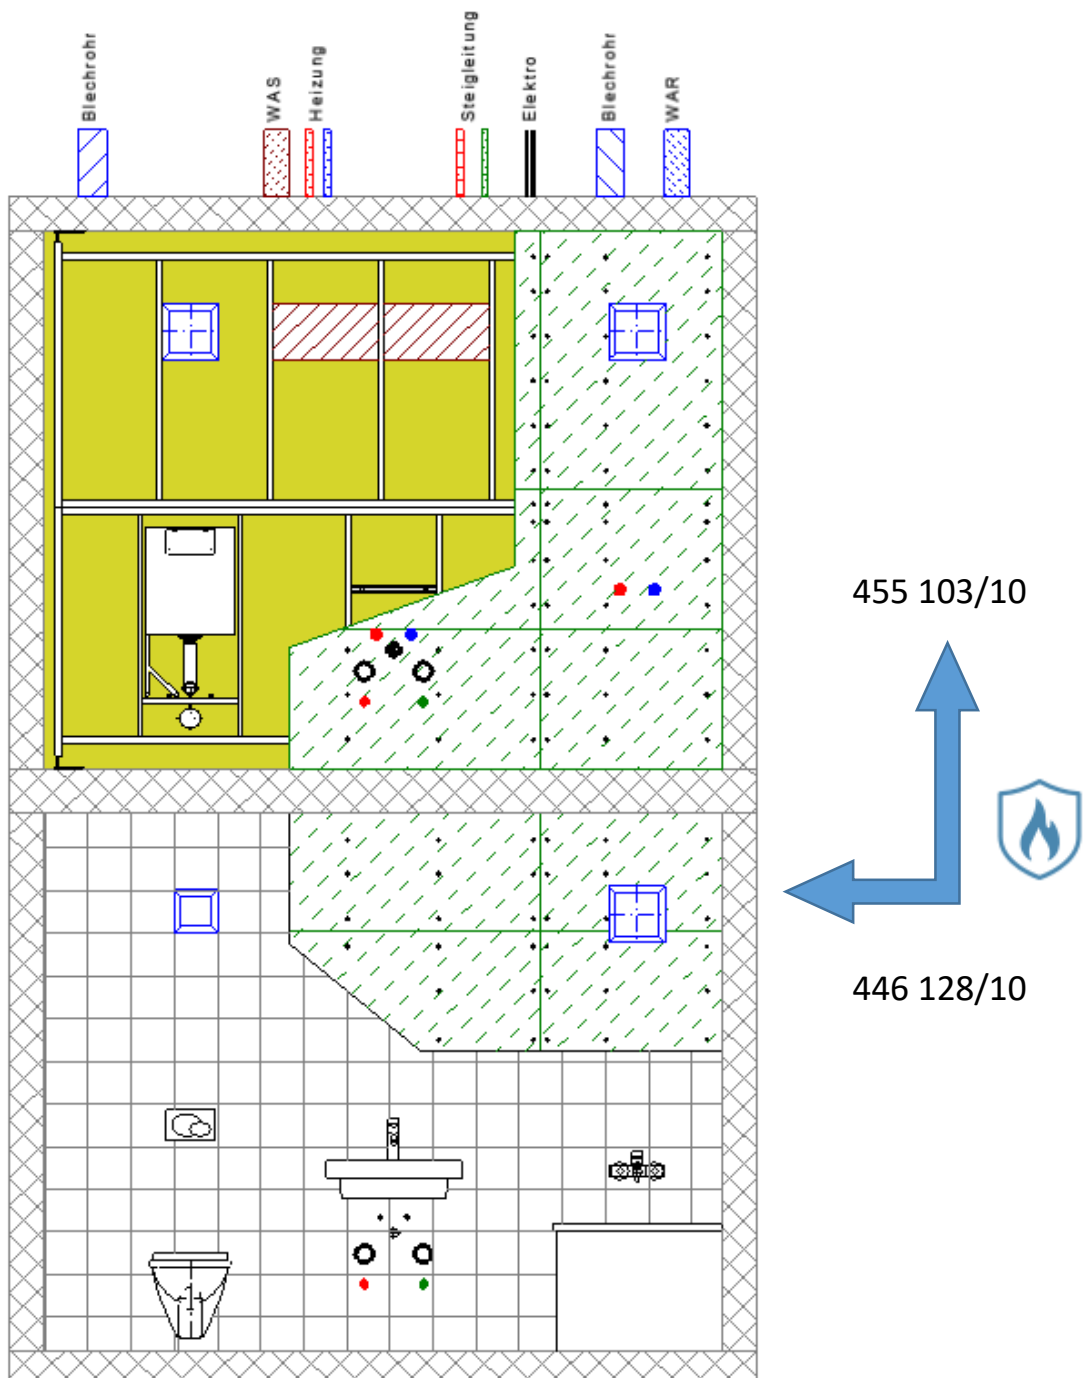 Blechrohr
WAS
Heizung
Steigleitung
Elektro
Blechrohr
WAR
455 103/10
446 128/10